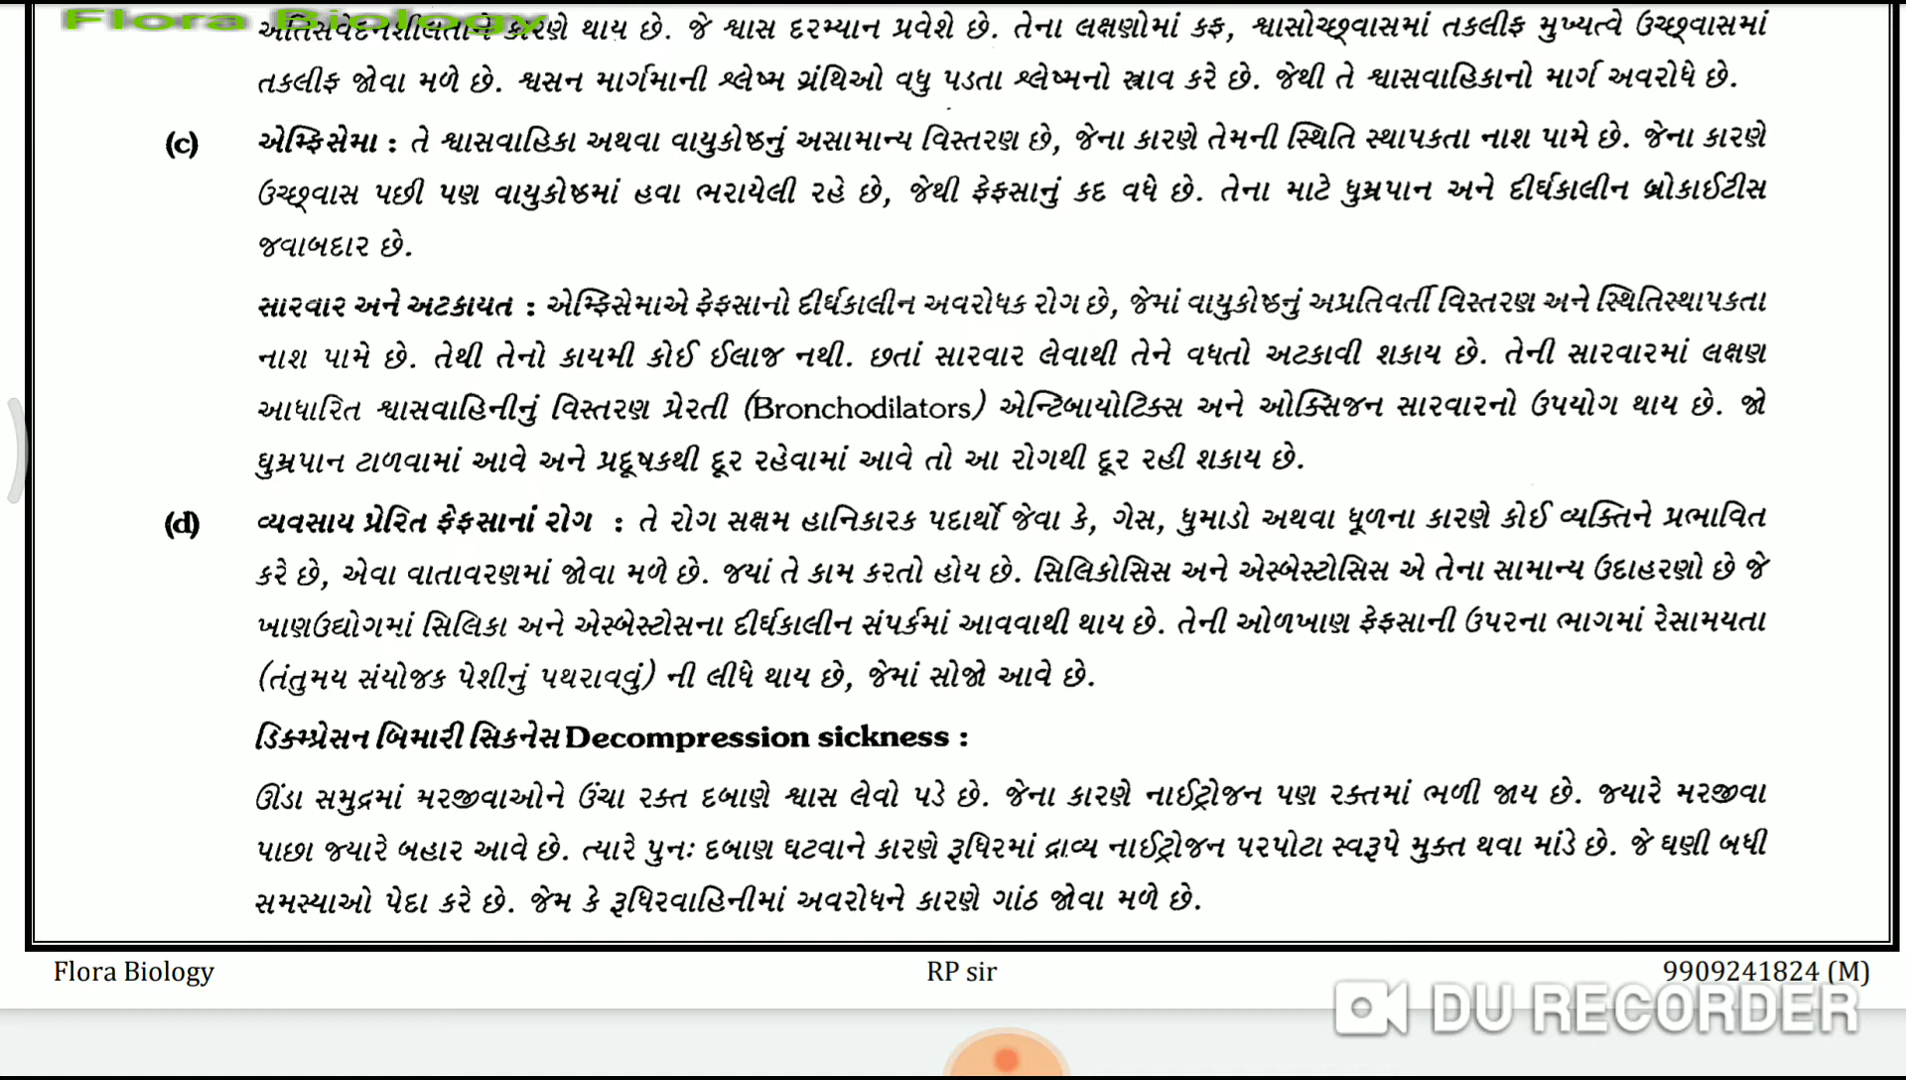 Flora Biology
અતિસંવેદનશીલતાને કારણે થાય છે. જે શ્વાસ દરમ્યાન પ્રવેશે છે. તેના લક્ષણોમાં કફ, શ્વાસોચ્છ્વાસમાં તકલીફ મુખ્યત્વે ઉચ્છ્વાસમાં
તકલીફ જોવા મળે છે. શ્વસન માર્ગમાની શ્લેષ્મ ગ્રંથિઓ વધુ પડતા શ્લેષ્મનો સ્ત્રાવ કરે છે. જેથી તે શ્વાસવાહિકાનો માર્ગ અવરોધે છે.
(c) એમ્ફિસેમા : તે શ્વાસવાહિકા અથવા વાયુકોષ્ઠનું અસામાન્ય વિસ્તરણ છે, જેના કારણે તેમની સ્થિતિ સ્થાપકતા નાશ પામે છે. જેના કારણે
ઉચ્છ્વાસ પછી પણ વાયુકોષ્ઠમાં હવા ભરાયેલી રહે છે, જેથી ફેફસાનું કદ વધે છે. તેના માટે ધુમ્રપાન અને દીર્ઘકાલીન બ્રોકાઈટીસ
જવાબદાર છે.
સારવાર અને અટકાયત : એમ્ફિસેમાએ ફેફસાનો દીર્ઘકાલીન અવરોધક રોગ છે, જેમાં વાયુકોષ્ઠનું અપ્રતિવર્તી વિસ્તરણ અને સ્થિતિસ્થાપકતા
નાશ પામે છે. તેથી તેનો કાયમી કોઈ ઈલાજ નથી. છતાં સારવાર લેવાથી તેને વધતો અટકાવી શકાય છે. તેની સારવારમાં લક્ષણ
આધારિત શ્વાસવાહિનીનું વિસ્તરણ પ્રેરતી (Bronchodilators) એન્ટિબાયોટિક્સ અને ઓક્સિજન સારવારનો ઉપયોગ થાય છે. જો
ધુમ્રપાન ટાળવામાં આવે અને પ્રદૂષકથી દૂર રહેવામાં આવે તો આ રોગથી દૂર રહી શકાય છે.
(d) વ્યવસાય પ્રેરિત ફેફસાનાં રોગ : તે રોગ સક્ષમ હાનિકારક પદાર્થો જેવા કે, ગેસ, ધુમાડો અથવા ધૂળના કારણે કોઈ વ્યક્તિને પ્રભાવિત
કરે છે, એવા વાતાવરણમાં જોવા મળે છે. જ્યાં તે કામ કરતો હોય છે. સિલિકોસિસ અને એસ્બેસ્ટોસિસ એ તેના સામાન્ય ઉદાહરણો છે જે
ખાણઉદ્યોગમાં સિલિકા અને એસ્બેસ્ટોસના દીર્ઘકાલીન સંપર્કમાં આવવાથી થાય છે. તેની ઓળખાણ ફેફસાની ઉપરના ભાગમાં રેસામયતા
(તંતુમય સંયોજક પેશીનું પથરાવવું) ની લીધે થાય છે, જેમાં સોજો આવે છે.
ડિકમ્પ્રેસન બિમારી સિકનેસ Decompression sickness :
ઊંડા સમુદ્રમાં મરજીવાઓને ઉંચા રક્ત દબાણે શ્વાસ લેવો પડે છે. જેના કારણે નાઈટ્રોજન પણ રક્તમાં ભળી જાય છે. જ્યારે મરજીવા
પાછા જ્યારે બહાર આવે છે. ત્યારે પુનઃ દબાણ ઘટવાને કારણે રૂધિરમાં દ્રાવ્ય નાઈટ્રોજન પરપોટા સ્વરૂપે મુક્ત થવા માંડે છે. જે ઘણી બધી
સમસ્યાઓ પેદા કરે છે. જેમ કે રૂધિરવાહિનીમાં અવરોધને કારણે ગાંઠ જોવા મળે છે.
Flora Biology RP sir 9909241824 (M)
DU RECORDER